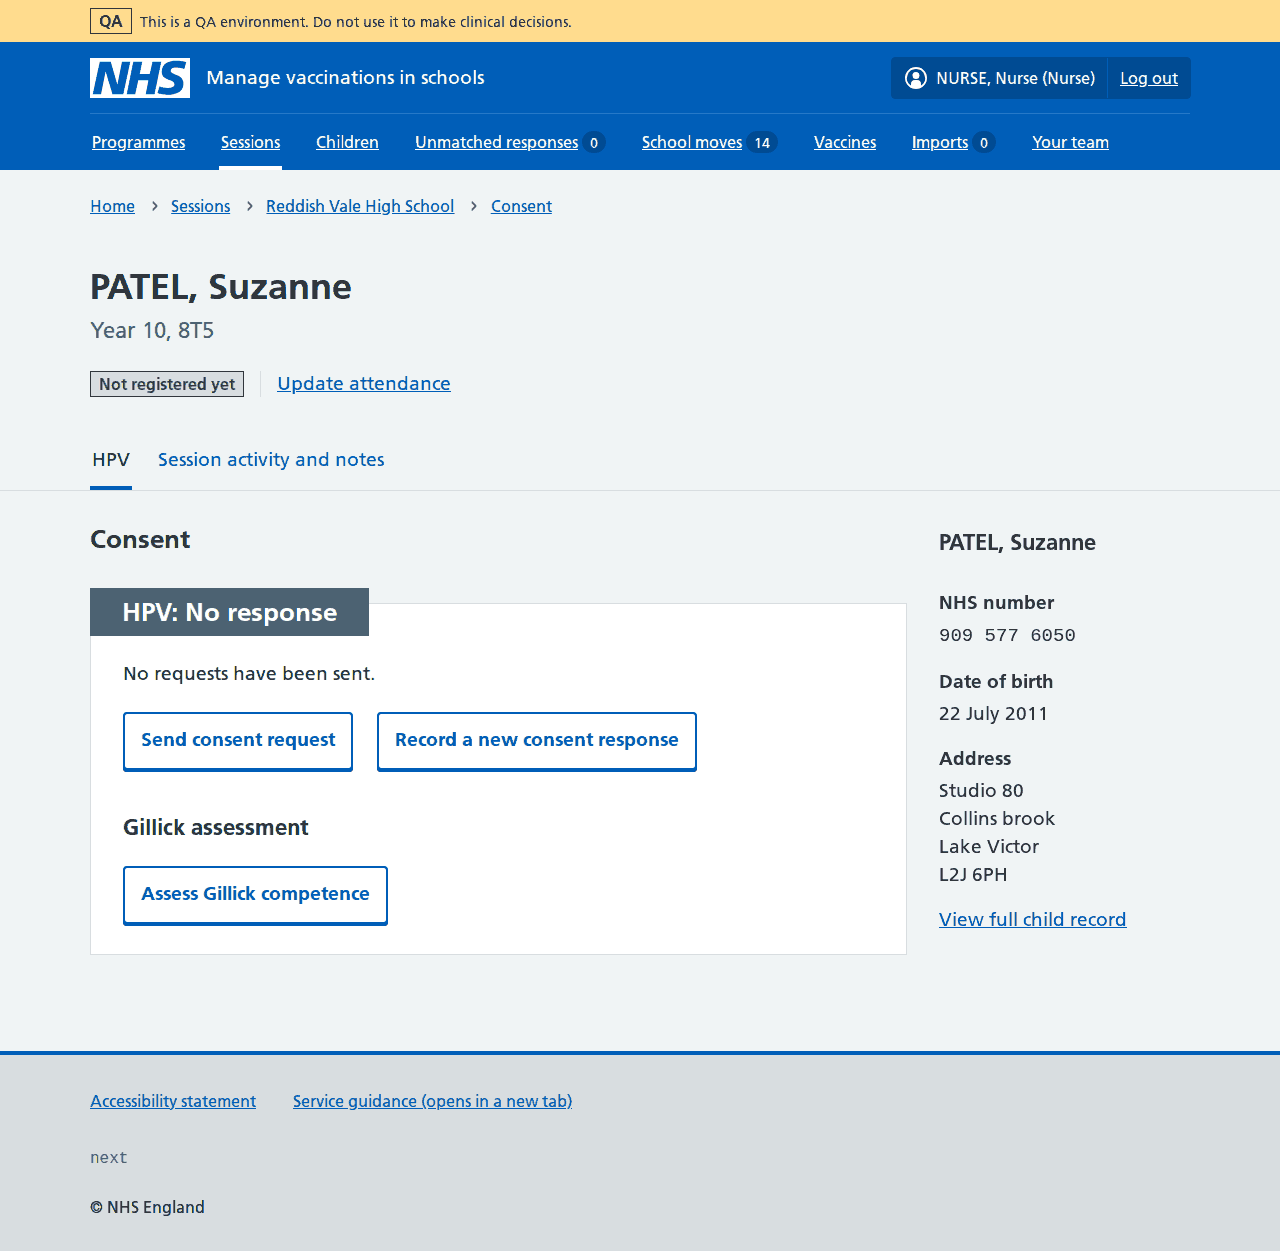 QA This is a QA environment. Do not use it to make clinical decisions.
NHS Manage vaccinations in schools NURSE, Nurse (Nurse) Log out
Programmes Sessions Children Unmatched responses 0 School moves 14 Vaccines Imports 0 Your team
Home > Sessions > Reddish Vale High School > Consent
PATEL, Suzanne
Year 10, 8T5
Not registered yet Update attendance
HPV Session activity and notes
Consent
HPV: No response
No requests have been sent.
Send consent request Record a new consent response
Gillick assessment
Assess Gillick competence
PATEL, Suzanne
NHS number
909 577 6050
Date of birth
22 July 2011
Address
Studio 80
Collins brook
Lake Victor
L2J 6PH
View full child record
Accessibility statement Service guidance (opens in a new tab)
next
© NHS England